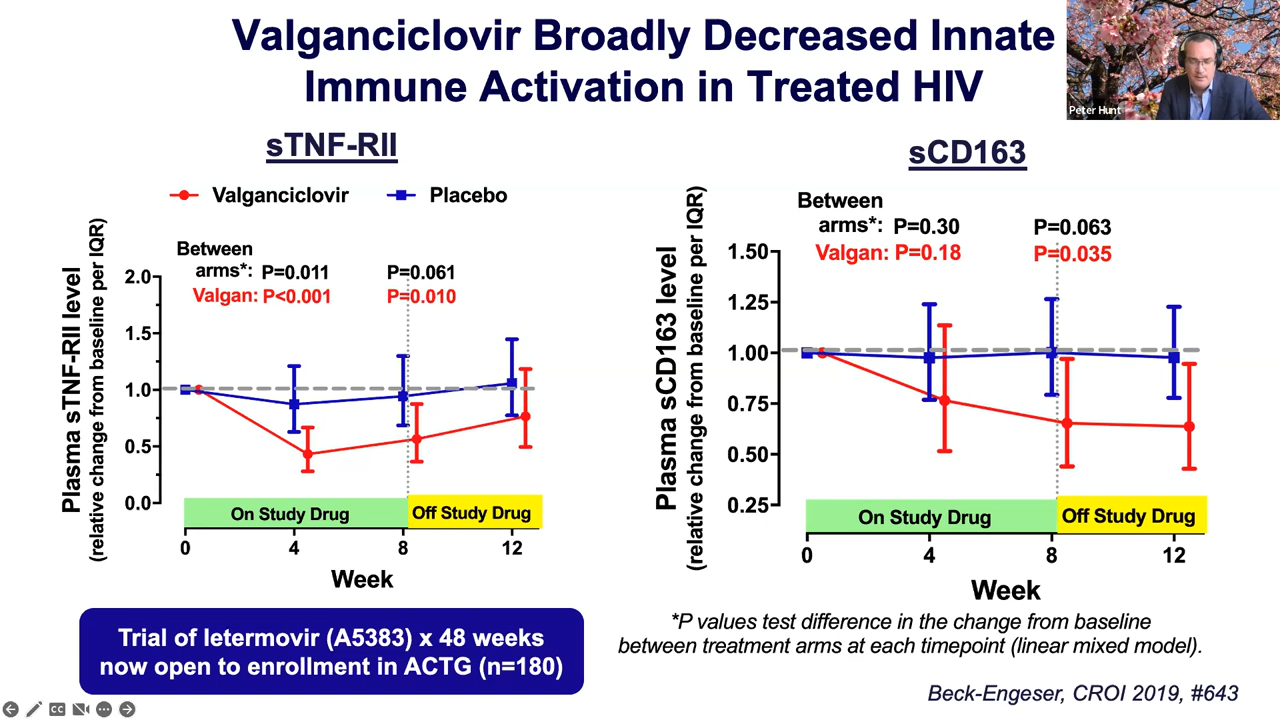 Valganciclovir Broadly Decreased Innate
Immune Activation in Treated HIV
Peter Hunt
sTNF-RII
Valganciclovir
Placebo
Between
arms*: P=0.011 P=0.061
Valgan: P<0.001 P=0.010
Plasma sTNF-RII level
(relative change from baseline per IQR)
2.0
1.5
1.0
0.5
0.0
On Study Drug
Off Study Drug
0 4 8 12
Week
sCD163
Between
arms*: P=0.30 P=0.063
Valgan: P=0.18 P=0.035
Plasma sCD163 level
(relative change from baseline per IQR)
1.50
1.25
1.00
0.75
0.50
0.25
On Study Drug
Off Study Drug
0 4 8 12
Week
Trial of letermovir (A5383) x 48 weeks
now open to enrollment in ACTG (n=180)
*P values test difference in the change from baseline
between treatment arms at each timepoint (linear mixed model).
Beck-Engeser, CROI 2019, #643
CC